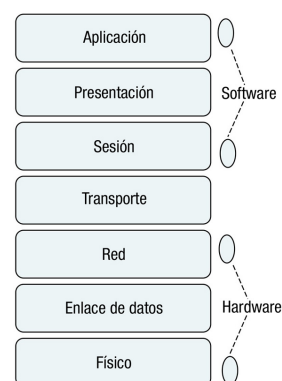 Aplicación
Presentación
Software
Sesión
Transporte
Red
Enlace de datos
Hardware
Físico